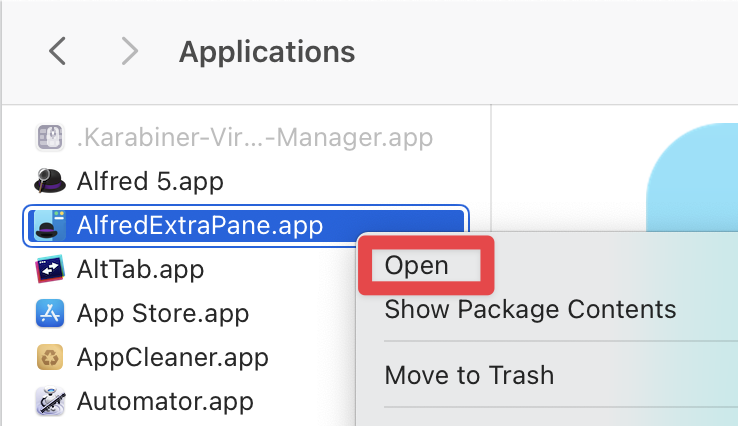 Applications
.Karabiner-Vir...-Manager.app
Alfred 5.app
AlfredExtraPane.app
AltTab.app
Open
App Store.app
Show Package Contents
AppCleaner.app
Move to Trash
Automator.app